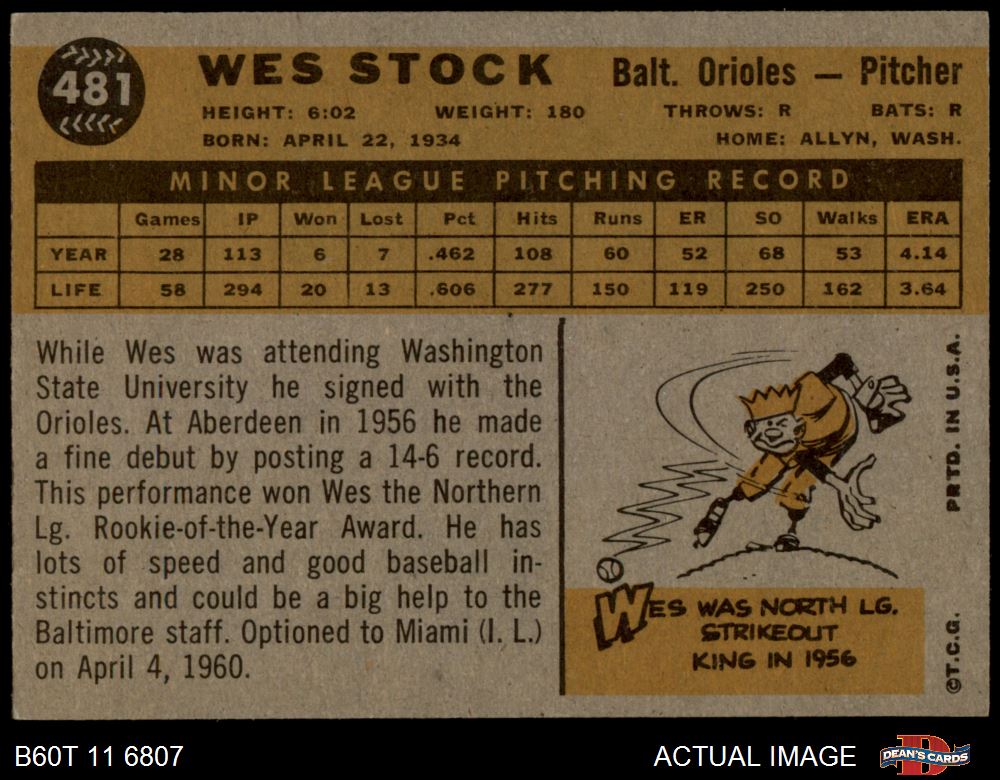 481
WES STOCK Balt. Orioles — Pitcher
HEIGHT: 6:02 WEIGHT: 180 THROWS: R BATS: R
BORN: APRIL 22, 1934 HOME: ALLYN, WASH.
MINOR LEAGUE PITCHING RECORD
Games IP Won Lost Pct Hits Runs ER SO Walks ERA
YEAR 28 113 6 7 .462 108 60 52 68 53 4.14
LIFE 58 294 20 13 .606 277 150 119 250 162 3.64
While Wes was attending Washington
State University he signed with the
Orioles. At Aberdeen in 1956 he made
a fine debut by posting a 14-6 record.
This performance won Wes the Northern
Lg. Rookie-of-the-Year Award. He has
lots of speed and good baseball in-
stincts and could be a big help to the
Baltimore staff. Optioned to Miami (I. L.)
on April 4, 1960.
WES WAS NORTH LG.
STRIKEOUT
KING IN 1956
©T.C.G. PRTD. IN U.S.A.
B60T 11 6807 ACTUAL IMAGE DEAN'S CARDS